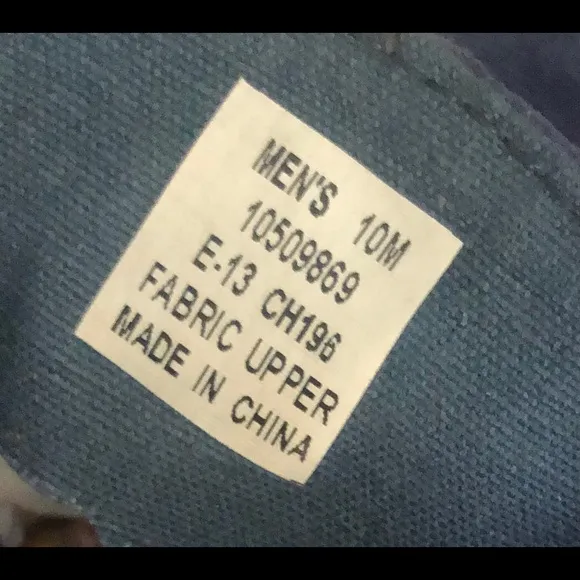 MEN'S 10M
10509869
E-13 CH196
FABRIC UPPER
MADE IN CHINA